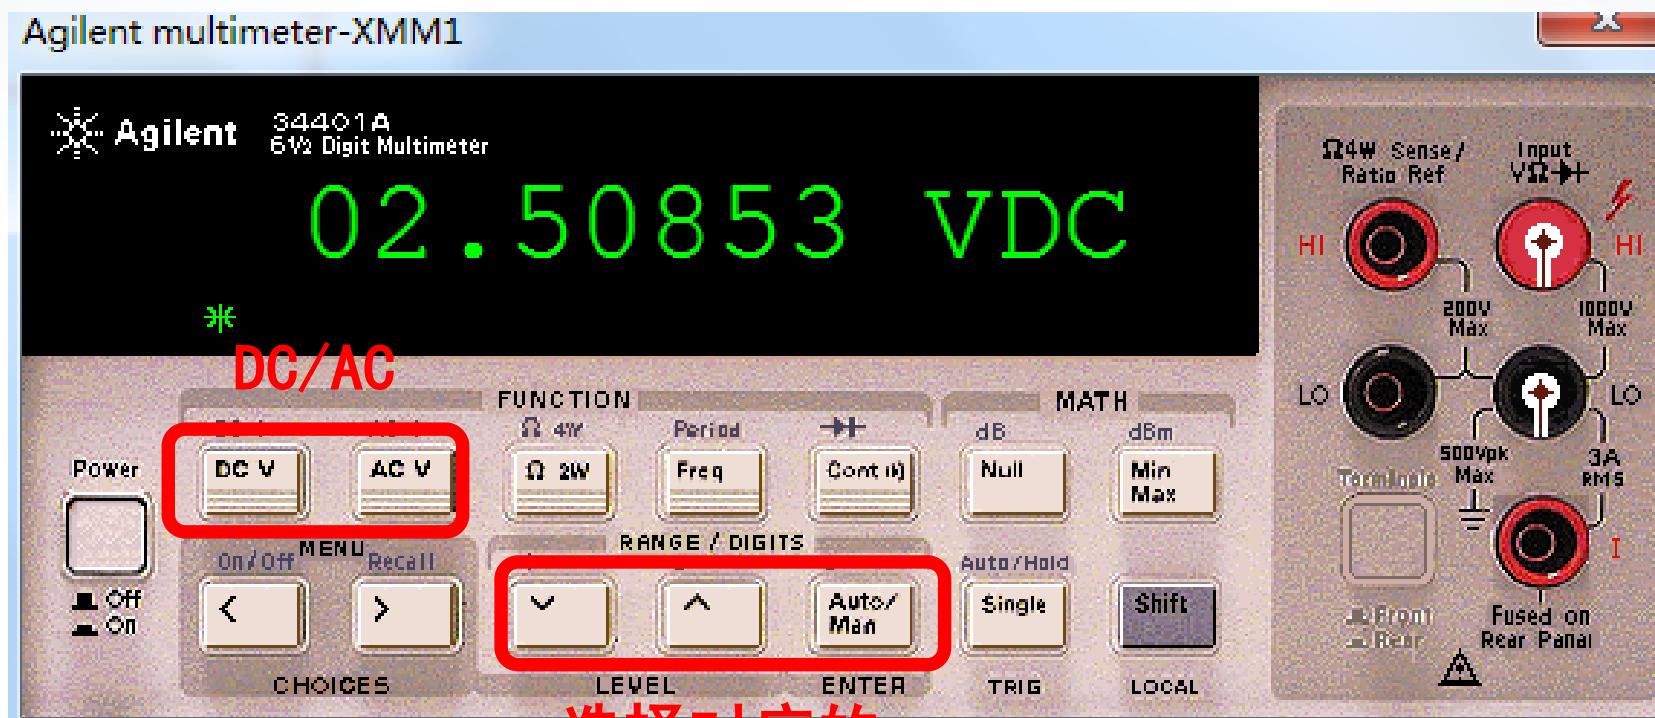 Agilent multimeter-XMM1
Agilent 34401A
6½ Digit Multimeter
02.50853 VDC
DC/AC
FUNCTION
MATH
Ω 4W Period dB dBm
Power
DC V AC V Ω 2W Freq Cont Null Min Max
MENU
RANGE / DIGITS
On/Off Recall Auto/Hold
Off
On
< > Auto/Man Single Shift
CHOICES LEVEL ENTER TRIG LOCAL
Ω4W Sense/
Ratio Ref
Input
VΩ
HI HI
200V
Max
1000V
Max
LO LO
500Vpk
Max
3A
RMS
Terminals
I
Front
Rear
Fused on
Rear Panal